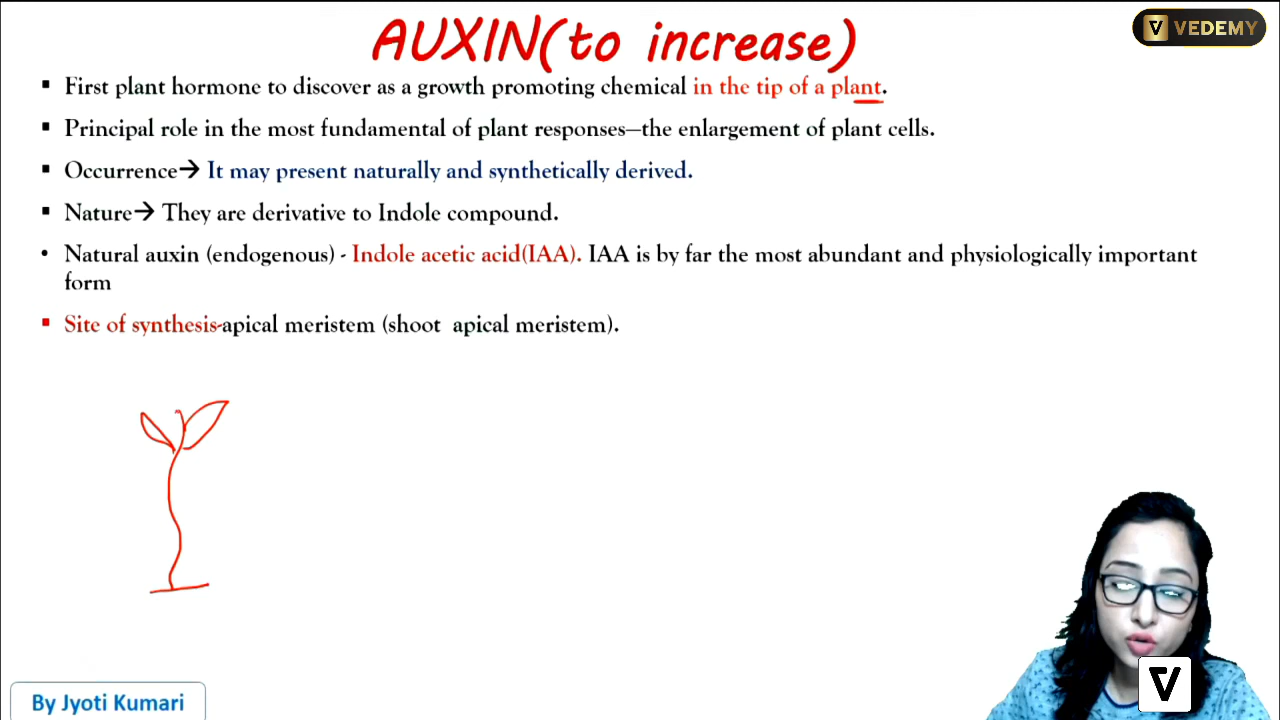 AUXIN(to increase)
V VEDEMY
▪ First plant hormone to discover as a growth promoting chemical in the tip of a plant.
▪ Principal role in the most fundamental of plant responses—the enlargement of plant cells.
▪ Occurrence→ It may present naturally and synthetically derived.
▪ Nature→ They are derivative to Indole compound.
• Natural auxin (endogenous) - Indole acetic acid(IAA). IAA is by far the most abundant and physiologically important
form
▪ Site of synthesis-apical meristem (shoot apical meristem).
By Jyoti Kumari
V